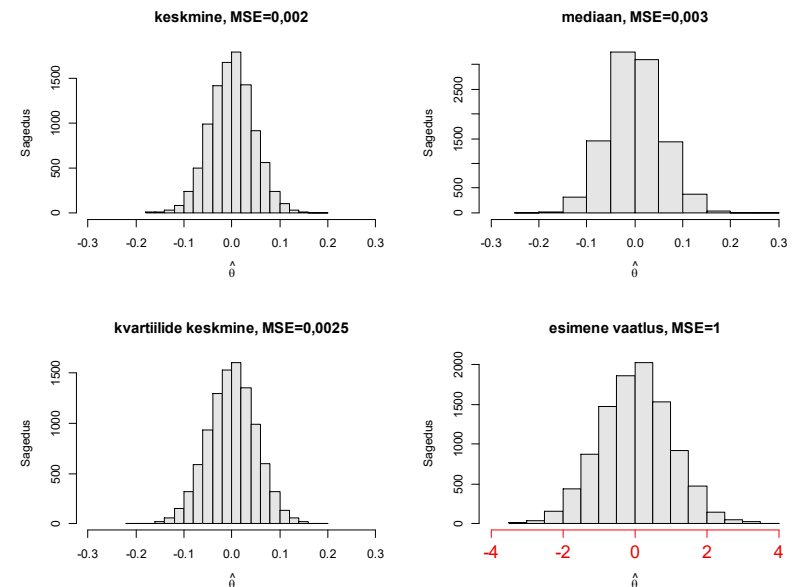 keskmine, MSE=0,002
Sagedus
0 500 1000 1500
-0.3 -0.2 -0.1 0.0 0.1 0.2 0.3
θ̂
mediaan, MSE=0,003
Sagedus
0 500 1500 2500
-0.3 -0.2 -0.1 0.0 0.1 0.2 0.3
θ̂
kvartiilide keskmine, MSE=0,0025
Sagedus
0 500 1000 1500
-0.3 -0.2 -0.1 0.0 0.1 0.2 0.3
θ̂
esimene vaatlus, MSE=1
Sagedus
0 500 1000 1500 2000
-4 -2 0 2 4
θ̂